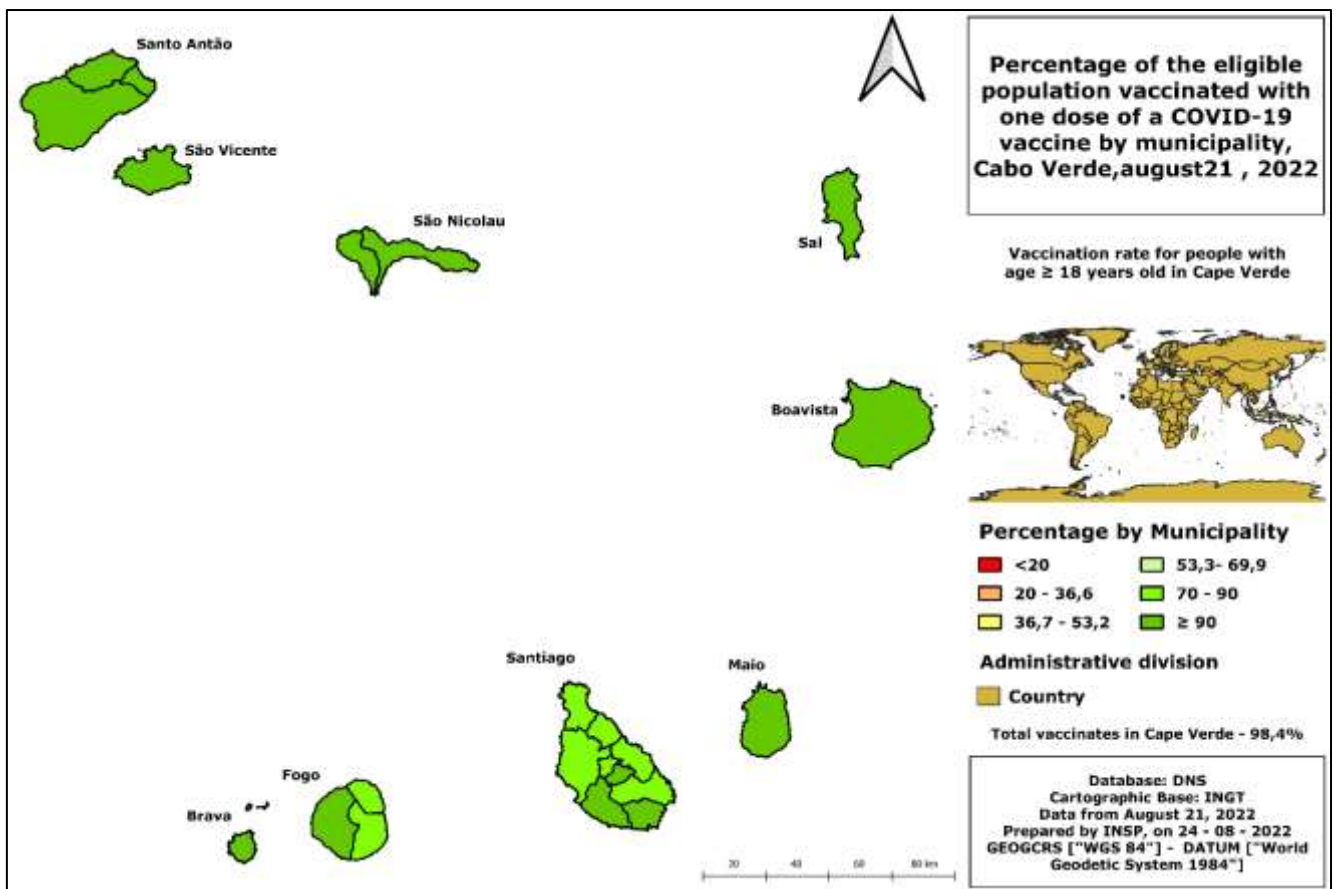 Santo Antão
São Vicente
São Nicolau
Sal
Boavista
Santiago
Maio
Fogo
Brava
20 40 60 80 km
Percentage of the eligible
population vaccinated with
one dose of a COVID-19
vaccine by municipality,
Cabo Verde,august21 , 2022
Vaccination rate for people with
age ≥ 18 years old in Cape Verde
Percentage by Municipality
<20
20 - 36,6
36,7 - 53,2
53,3- 69,9
70 - 90
≥ 90
Administrative division
Country
Total vaccinates in Cape Verde - 98,4%
Database: DNS
Cartographic Base: INGT
Data from August 21, 2022
Prepared by INSP, on 24 - 08 - 2022
GEOGCRS ["WGS 84"] - DATUM ["World
Geodetic System 1984"]